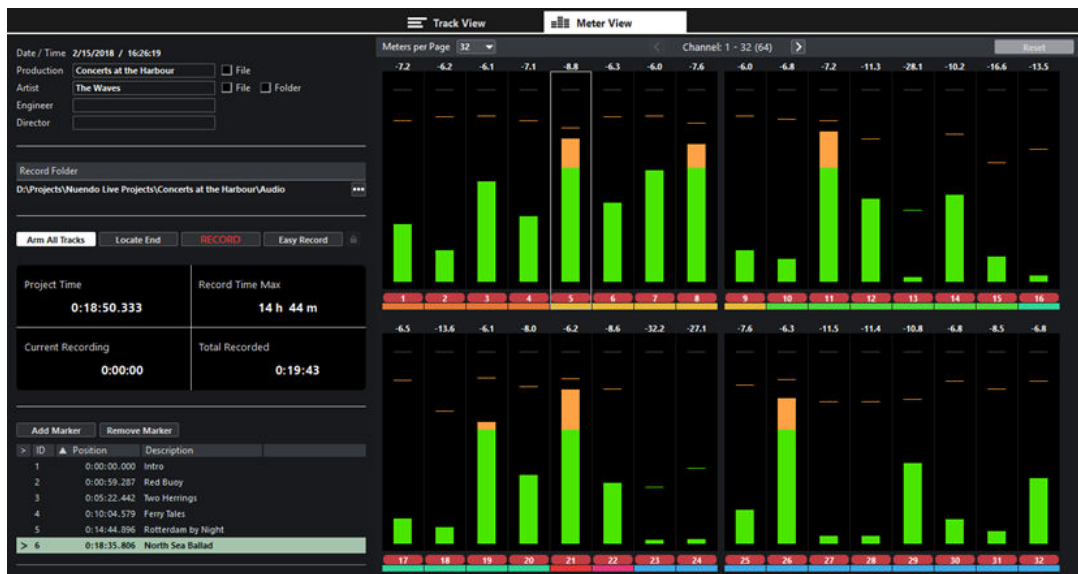 Track View Meter View
Date / Time 2/15/2018 / 16:26:19
Production Concerts at the Harbour File
Artist The Waves File Folder
Engineer
Director
Record Folder
D:\Projects\Nuendo Live Projects\Concerts at the Harbour\Audio •••
Arm All Tracks Locate End RECORD Easy Record
Project Time Record Time Max
0:18:50.333 14 h 44 m
Current Recording Total Recorded
0:00:00 0:19:43
Add Marker Remove Marker
> ID ▲ Position Description
1 0:00:00.000 Intro
2 0:00:59.287 Red Buoy
3 0:05:22.442 Two Herrings
4 0:10:04.579 Ferry Tales
5 0:14:44.896 Rotterdam by Night
> 6 0:18:35.806 North Sea Ballad
Meters per Page 32 Channel: 1 - 32 (64) > Reset
-7.2 -6.2 -6.1 -7.1 -8.8 -6.3 -6.0 -7.6 -6.0 -6.8 -7.2 -11.3 -28.1 -10.2 -16.6 -13.5
1 2 3 4 5 6 7 8 9 10 11 12 13 14 15 16
-6.5 -13.6 -6.1 -8.0 -6.2 -8.6 -32.2 -27.1 -7.6 -6.3 -11.5 -11.4 -10.8 -6.8 -8.5 -6.8
17 18 19 20 21 22 23 24 25 26 27 28 29 30 31 32